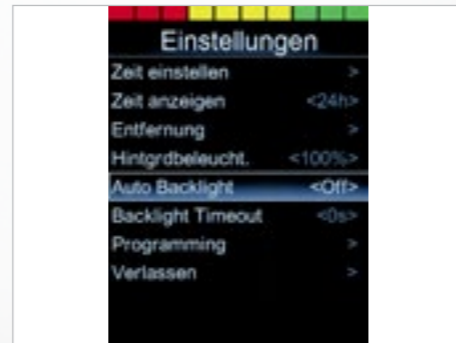 Einstellungen
Zeit einstellen >
Zeit anzeigen <24h>
Entfernung >
Hintgrdbeleucht. <100%>
Auto Backlight <Off>
Backlight Timeout <0s>
Programming >
Verlassen >